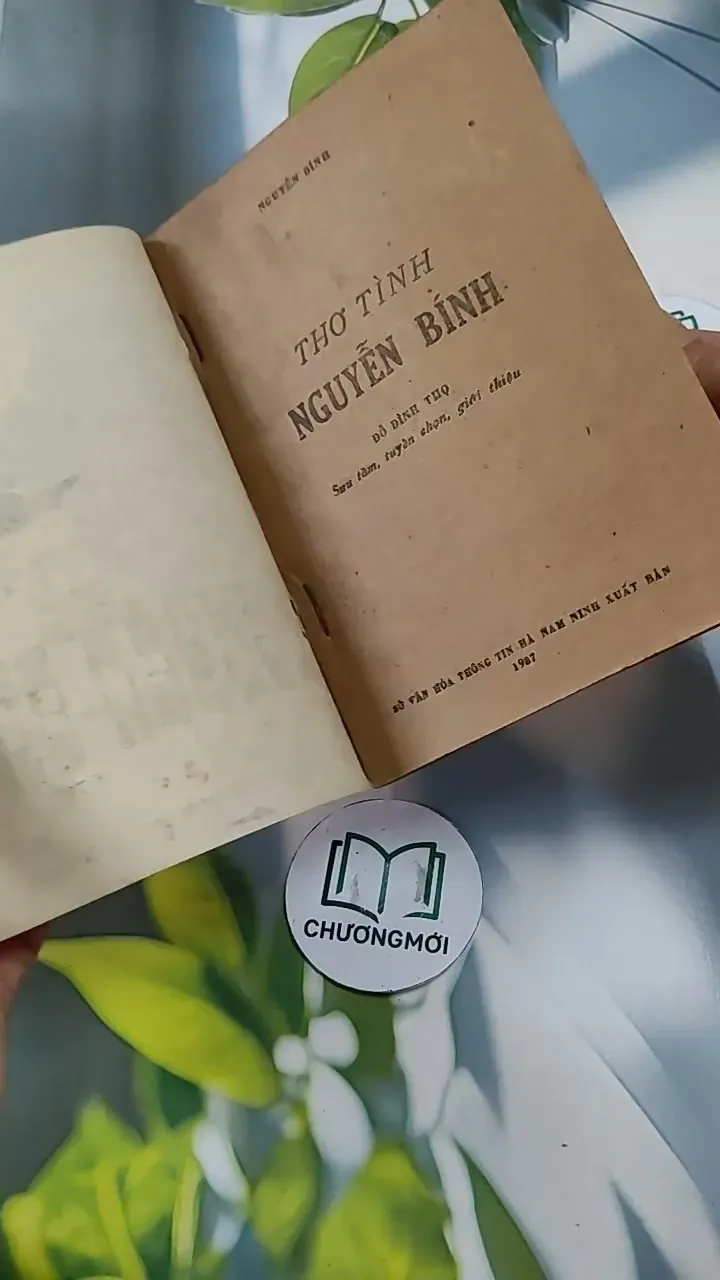 NGUYỄN BÍNH
THƠ TÌNH
NGUYỄN BÍNH
ĐỖ ĐÌNH THỌ
Sưu tầm, tuyển chọn, giới thiệu
SỞ VĂN HÓA THÔNG TIN HÀ NAM NINH XUẤT BẢN
1987
CHƯƠNGMỚI